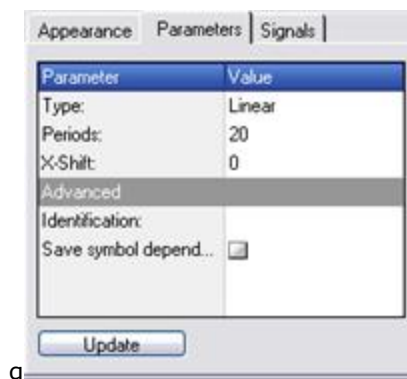 Appearance Parameters Signals
Parameter Value
Type: Linear
Periods: 20
X-Shift: 0
Advanced
Identification:
Save symbol depend...
Update
g